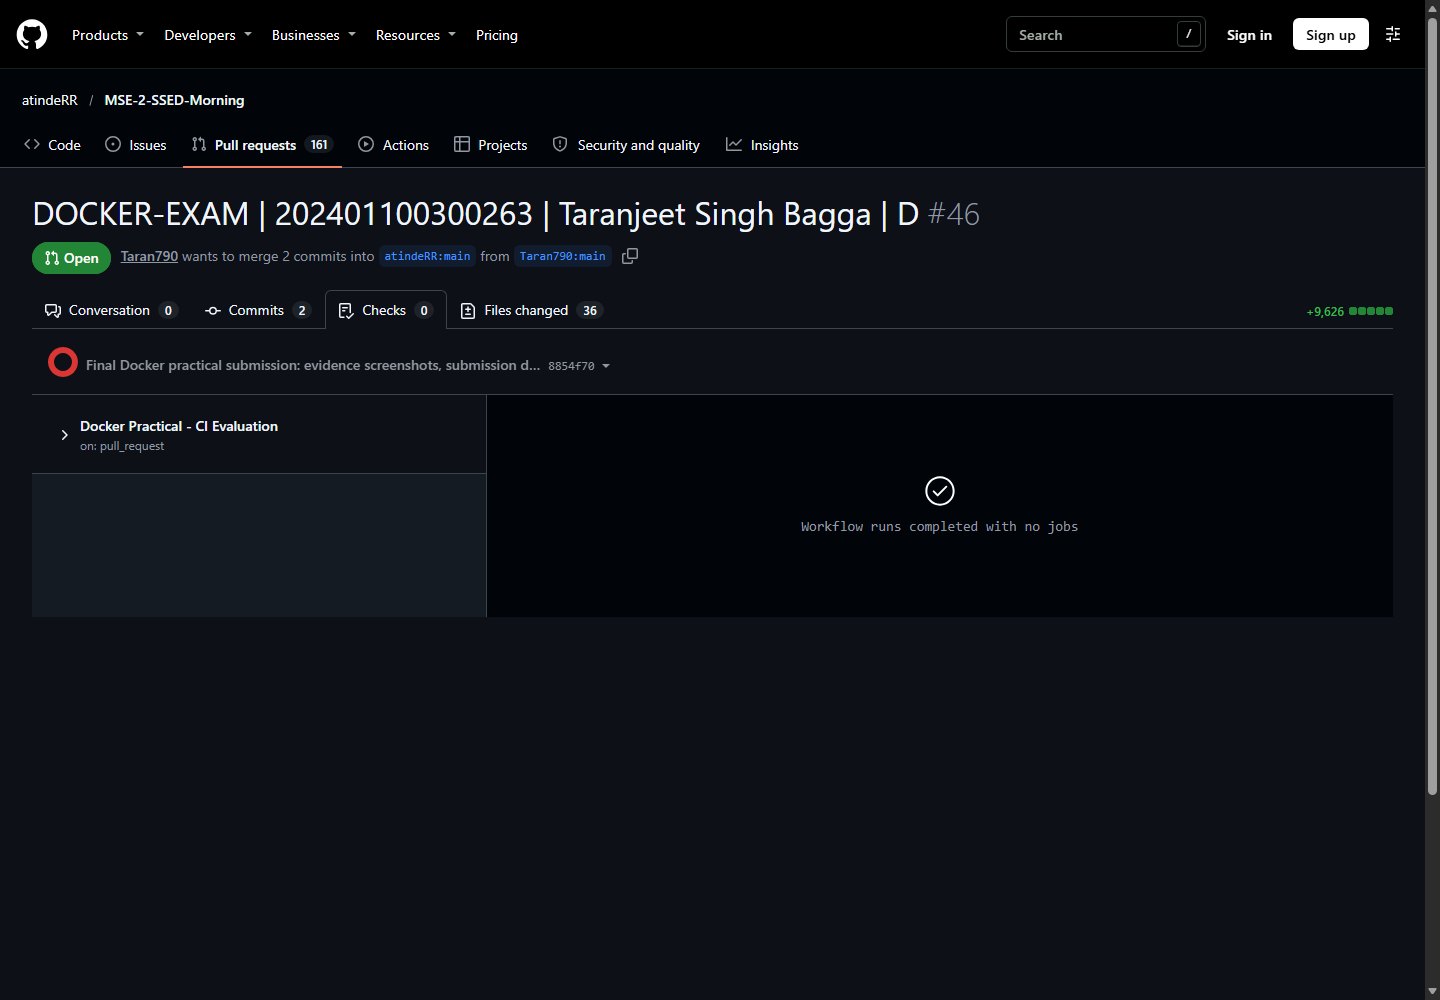 Products Developers Businesses Resources Pricing Search / Sign in Sign up
atindeRR / MSE-2-SSED-Morning
Code Issues Pull requests 161 Actions Projects Security and quality Insights
DOCKER-EXAM | 202401100300263 | Taranjeet Singh Bagga | D #46
Open Taran790 wants to merge 2 commits into atindeRR:main from Taran790:main
Conversation 0 Commits 2 Checks 0 Files changed 36 +9,626
Final Docker practical submission: evidence screenshots, submission d... 8854f70
Docker Practical - CI Evaluation
on: pull_request
Workflow runs completed with no jobs